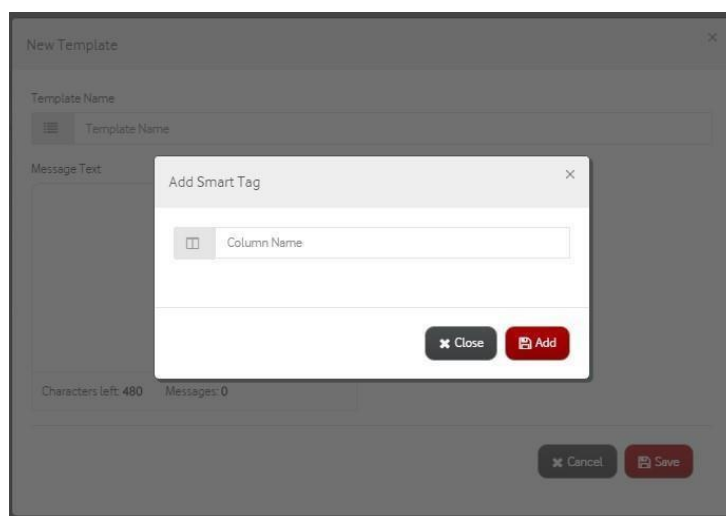 New Template
Template Name
Template Name
Message Text
Add Smart Tag
Column Name
Close Add
Characters left: 480 Messages: 0
Cancel Save